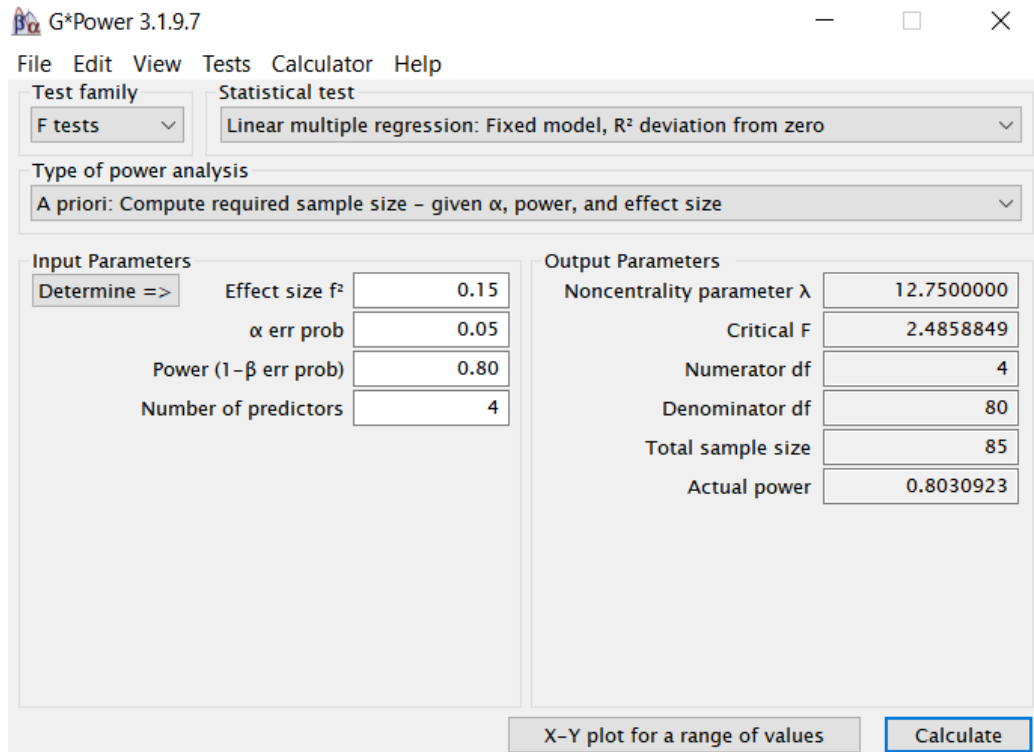 G*Power 3.1.9.7
File Edit View Tests Calculator Help
Test family
F tests
Statistical test
Linear multiple regression: Fixed model, R² deviation from zero
Type of power analysis
A priori: Compute required sample size – given α, power, and effect size
Input Parameters
Determine => Effect size f² 0.15
α err prob 0.05
Power (1–β err prob) 0.80
Number of predictors 4
Output Parameters
Noncentrality parameter λ 12.7500000
Critical F 2.4858849
Numerator df 4
Denominator df 80
Total sample size 85
Actual power 0.8030923
X–Y plot for a range of values Calculate